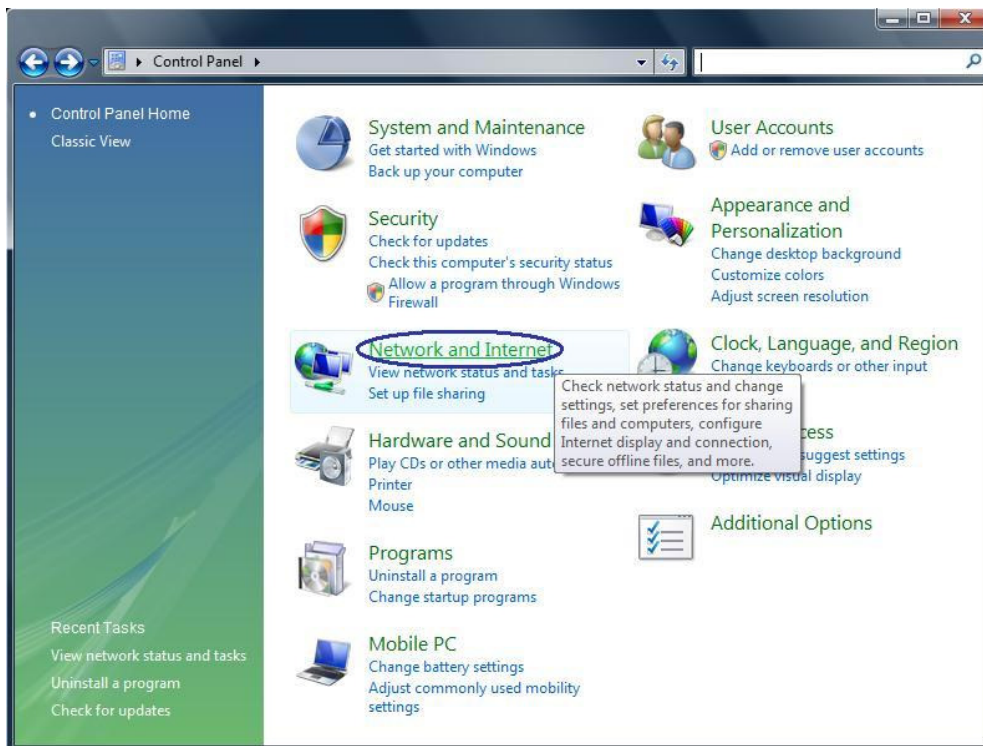 Control Panel
Control Panel Home
Classic View
System and Maintenance
Get started with Windows
Back up your computer
Security
Check for updates
Check this computer's security status
Allow a program through Windows
Firewall
Network and Internet
View network status and tasks
Set up file sharing
Hardware and Sound
Play CDs or other media
Printer
Mouse
Programs
Uninstall a program
Change startup programs
Mobile PC
Change battery settings
Adjust commonly used mobility
settings
User Accounts
Add or remove user accounts
Appearance and
Personalization
Change desktop background
Customize colors
Adjust screen resolution
Clock, Language, and Region
Change keyboards or other input
Check network status and change
settings, set preferences for sharing
files and computers, configure
Internet display and connection,
secure offline files, and more.
suggest settings
Optimize visual display
Additional Options
Recent Tasks
View network status and tasks
Uninstall a program
Check for updates